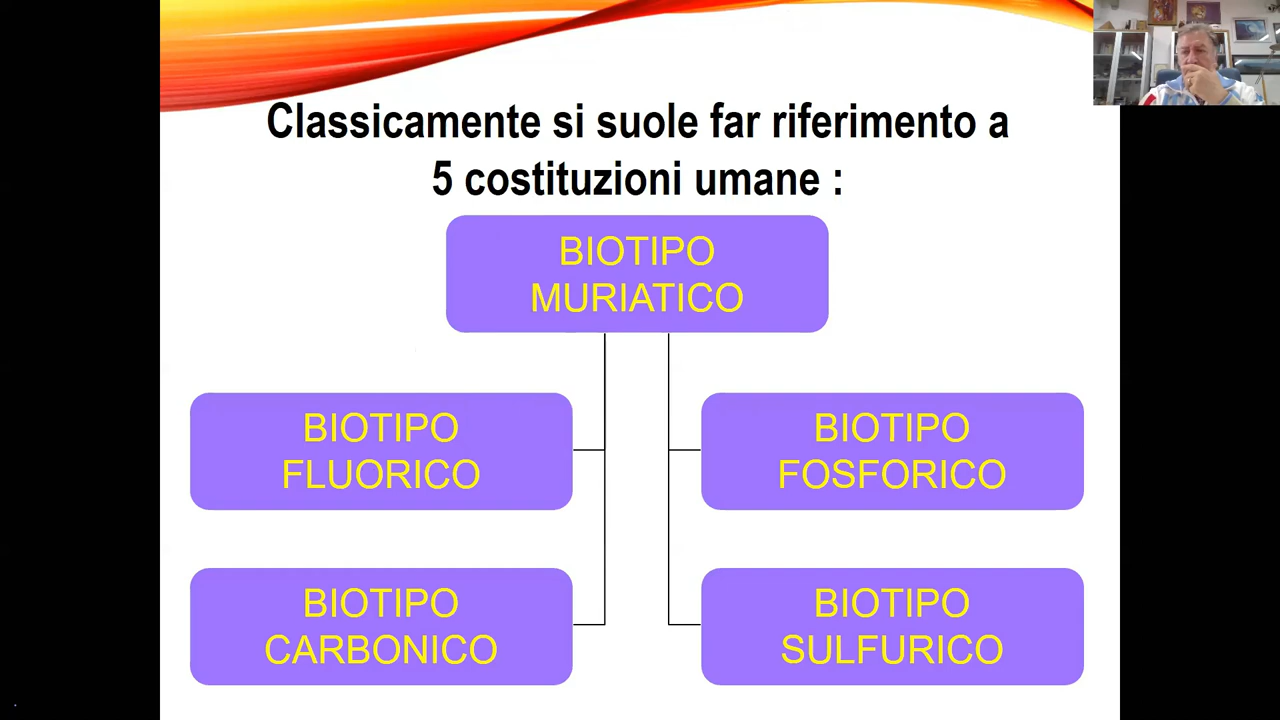 Classicamente si suole far riferimento a
5 costituzioni umane :
BIOTIPO
MURIATICO
BIOTIPO
FLUORICO
BIOTIPO
FOSFORICO
BIOTIPO
CARBONICO
BIOTIPO
SULFURICO